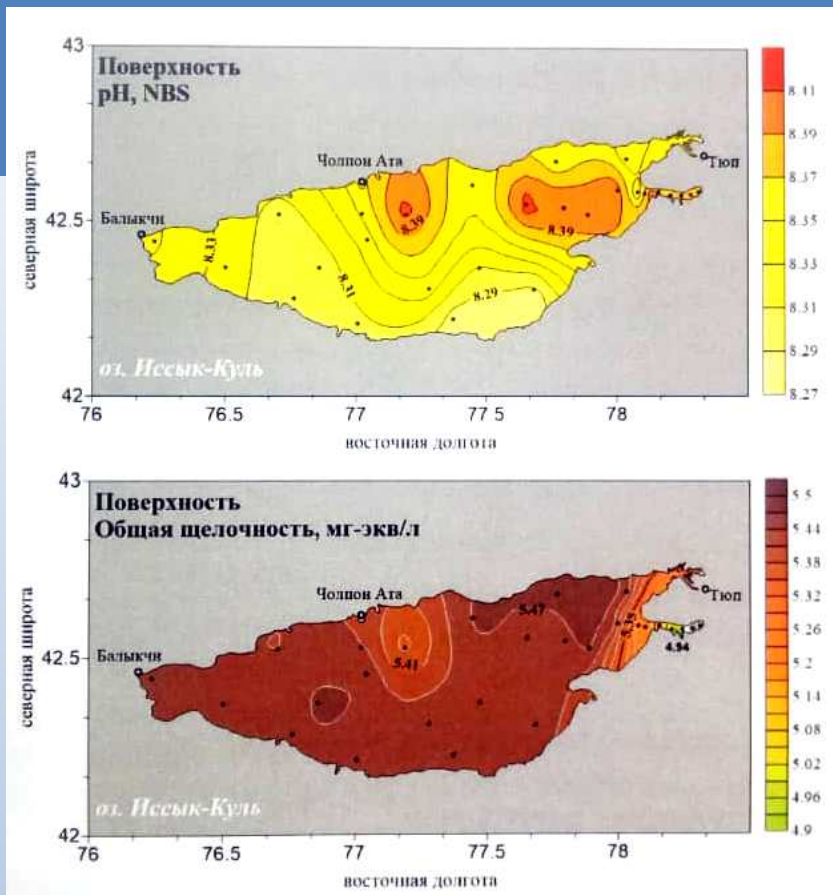 43
Поверхность
pH, NBS
Чолпон Ата
Тюп
Балыкчи
42.5
северная широта
8.33
8.31
8.39
8.39
8.29
оз. Иссык-Куль
42
76
76.5
77
77.5
78
восточная долгота
8.41
8.39
8.37
8.35
8.33
8.31
8.29
8.27
43
Поверхность
Общая щелочность, мг-экв/л
Чолпон Ата
Тюп
Балыкчи
42.5
северная широта
5.41
5.47
4.94
оз. Иссык-Куль
42
76
76.5
77
77.5
78
восточная долгота
5.5
5.44
5.38
5.32
5.26
5.2
5.14
5.08
5.02
4.96
4.9